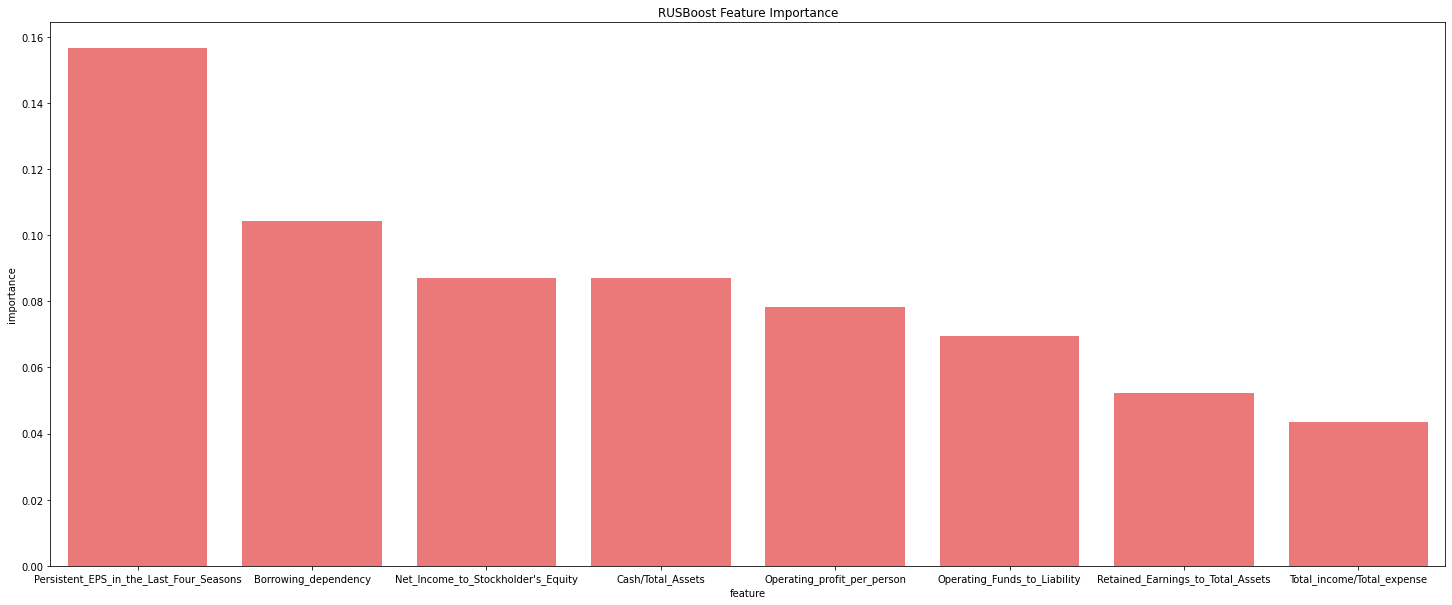 RUSBoost Feature Importance
0.16
0.14
0.12
0.10
0.08
0.06
0.04
0.02
0.00
importance
Persistent_EPS_in_the_Last_Four_Seasons Borrowing_dependency Net_Income_to_Stockholder's_Equity Cash/Total_Assets Operating_profit_per_person Operating_Funds_to_Liability Retained_Earnings_to_Total_Assets Total_income/Total_expense
feature